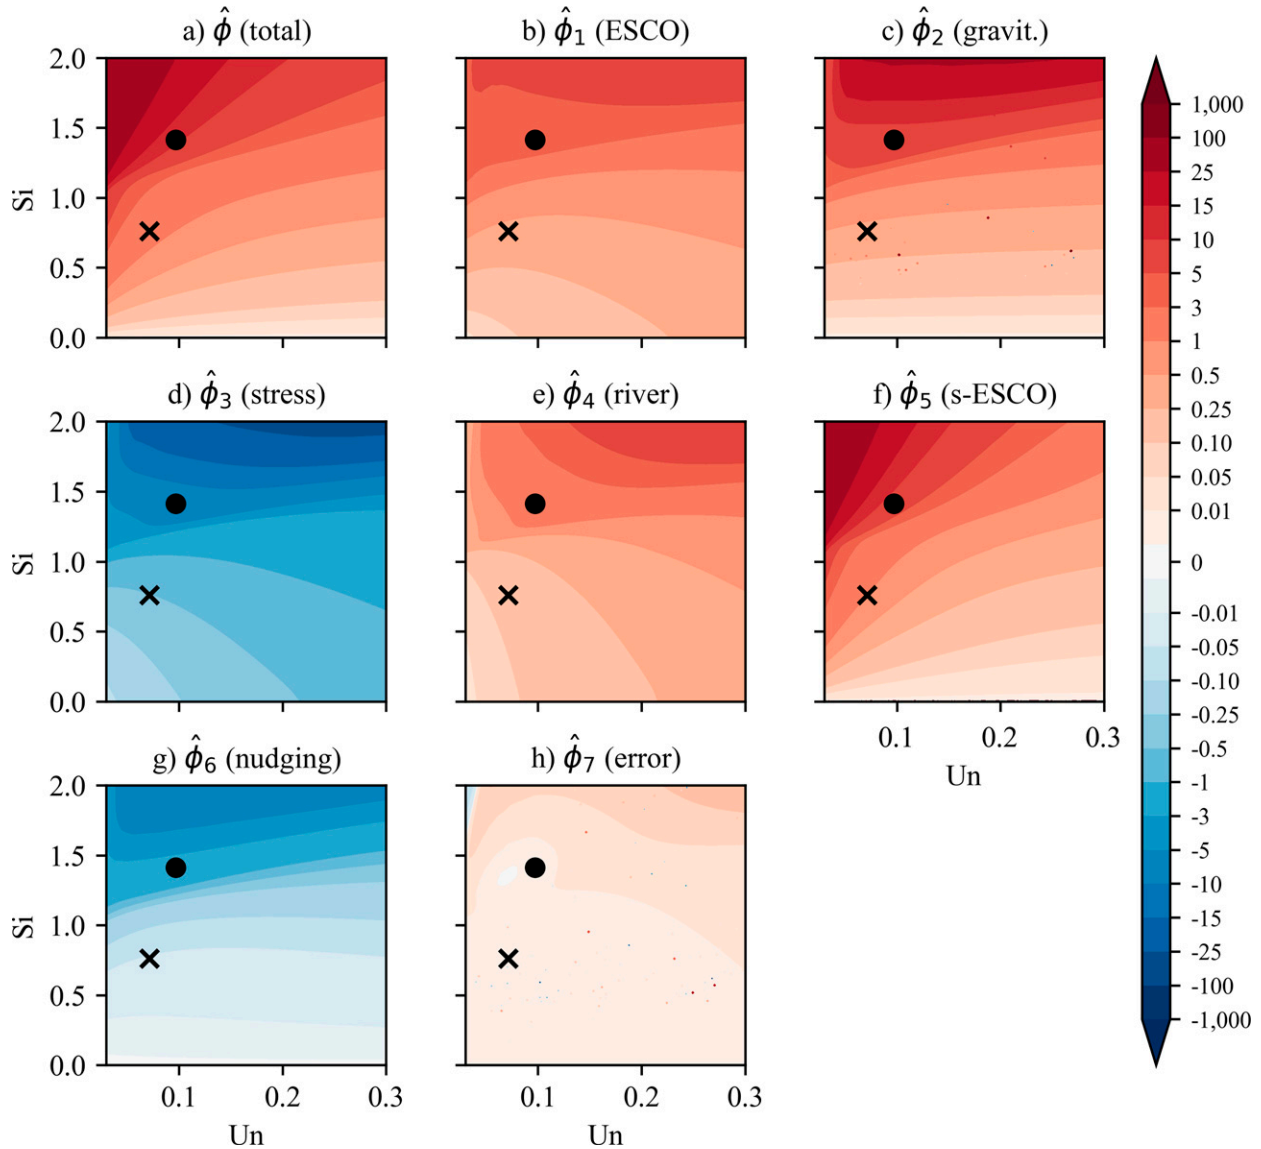 a) ϕ̂ (total)
b) ϕ̂₁ (ESCO)
c) ϕ̂₂ (gravit.)
2.0
1.5
Si
1.0
0.5
0.0
d) ϕ̂₃ (stress)
e) ϕ̂₄ (river)
f) ϕ̂₅ (s-ESCO)
2.0
1.5
Si
1.0
0.5
0.0
0.1 0.2 0.3
Un
g) ϕ̂₆ (nudging)
h) ϕ̂₇ (error)
2.0
1.5
Si
1.0
0.5
0.0
0.1 0.2 0.3
Un
0.1 0.2 0.3
Un
1,000
100
25
15
10
5
3
1
0.5
0.25
0.10
0.05
0.01
0
-0.01
-0.05
-0.10
-0.25
-0.5
-1
-3
-5
-10
-15
-25
-100
-1,000